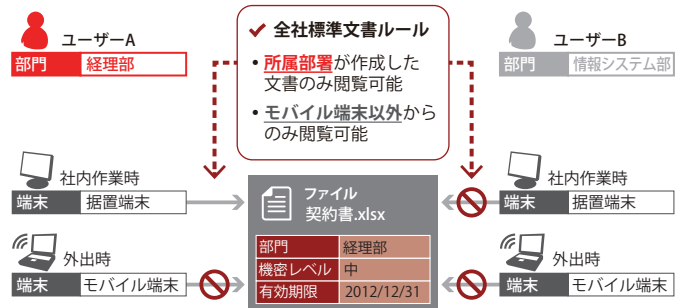 ユーザーA
部門 経理部
全社標準文書ルール
•所属部署が作成した
文書のみ閲覧可能
•モバイル端末以外から
のみ閲覧可能
ユーザーB
部門 情報システム部
社内作業時
端末 据置端末
外出時
端末 モバイル端末
ファイル
契約書.xlsx
部門 経理部
機密レベル 中
有効期限 2012/12/31
社内作業時
端末 据置端末
外出時
端末 モバイル端末